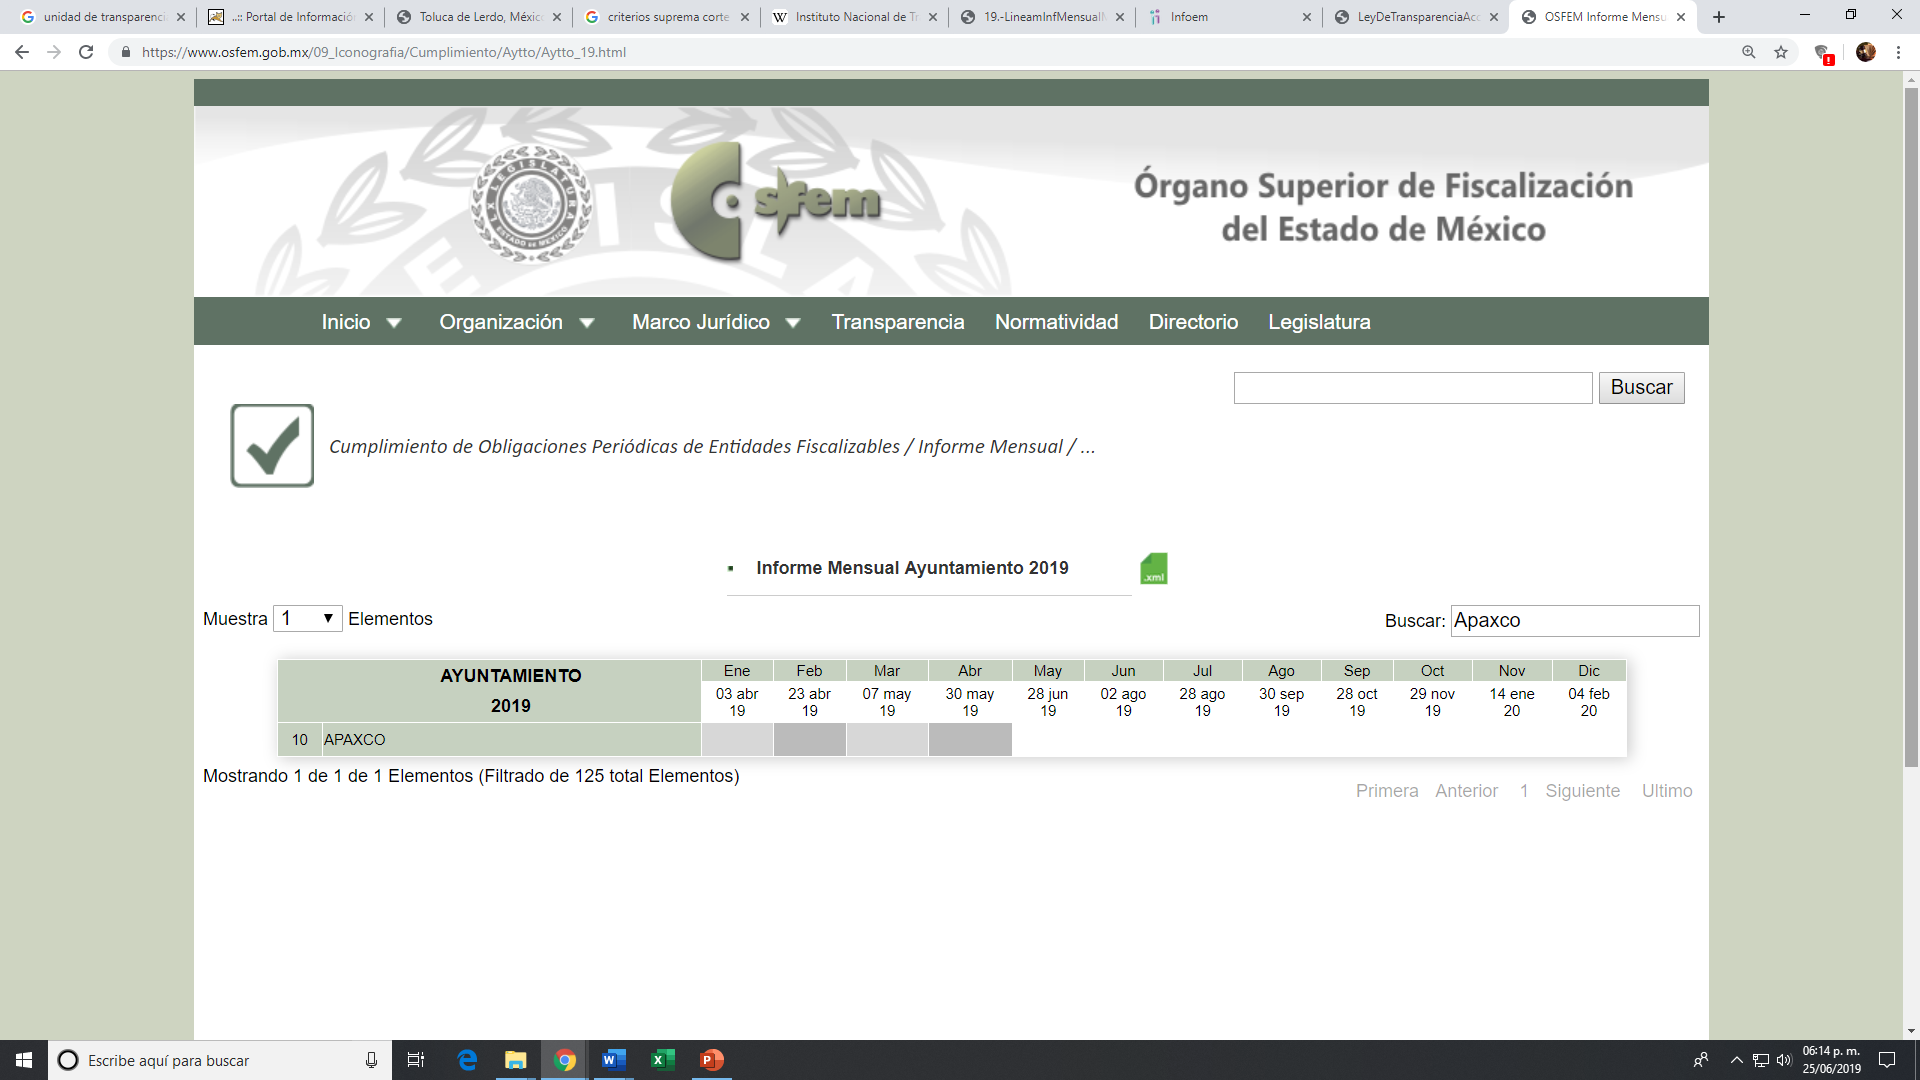 unidad de transparenci
..:: Portal de Informació
Toluca de Lerdo, Méxic
criterios suprema corte
Instituto Nacional de Tr
19.-LineamInfMensual
Infoem
LeyDeTransparenciaAcc
OSFEM Informe Mensu
https://www.osfem.gob.mx/09_Iconografia/Cumplimiento/Aytto/Aytto_19.html
LX LEGISLATURA
ESTADO DE MÉXICO
Osfem
Órgano Superior de Fiscalización
del Estado de México
Inicio Organización Marco Jurídico Transparencia Normatividad Directorio Legislatura
Buscar
Cumplimiento de Obligaciones Periódicas de Entidades Fiscalizables / Informe Mensual / ...
Informe Mensual Ayuntamiento 2019
.xml
Muestra 1 Elementos
Buscar: Apaxco
AYUNTAMIENTO
2019
Ene Feb Mar Abr May Jun Jul Ago Sep Oct Nov Dic
03 abr 23 abr 07 may 30 may 28 jun 02 ago 28 ago 30 sep 28 oct 29 nov 14 ene 04 feb
19 19 19 19 19 19 19 19 19 19 20 20
10 APAXCO
Mostrando 1 de 1 de 1 Elementos (Filtrado de 125 total Elementos)
Primera Anterior 1 Siguiente Ultimo
Escribe aquí para buscar
06:14 p. m.
25/06/2019